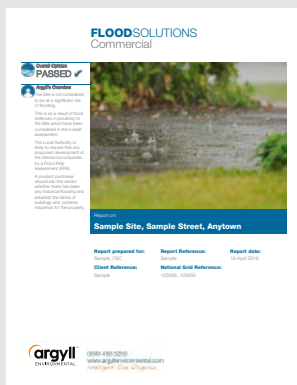 FLOODSOLUTIONS
Commercial
Overall Opinion
PASSED
Argyll's Overview
The Site is not considered
to be at a significant risk
of flooding.
This is as a result of flood
defences in proximity to
the Site which have been
considered in the overall
assessment.
The Local Authority is
likely to require that any
proposed development at
the Site be accompanied
by a Flood Risk
Assessment (FRA).
A prudent purchaser
should ask the vendor
whether there has been
any historical flooding and
establish the terms of
buildings and contents
insurance for the property.
Report on:
Sample Site, Sample Street, Anytown
Report prepared for:
Sample_FSC
Report Reference:
Sample
Report date:
Client Reference:
Sample
National Grid Reference:
123456, 123456
argyll™
ENVIRONMENTAL
0845 458 5250
www.argyllenvironmental.com